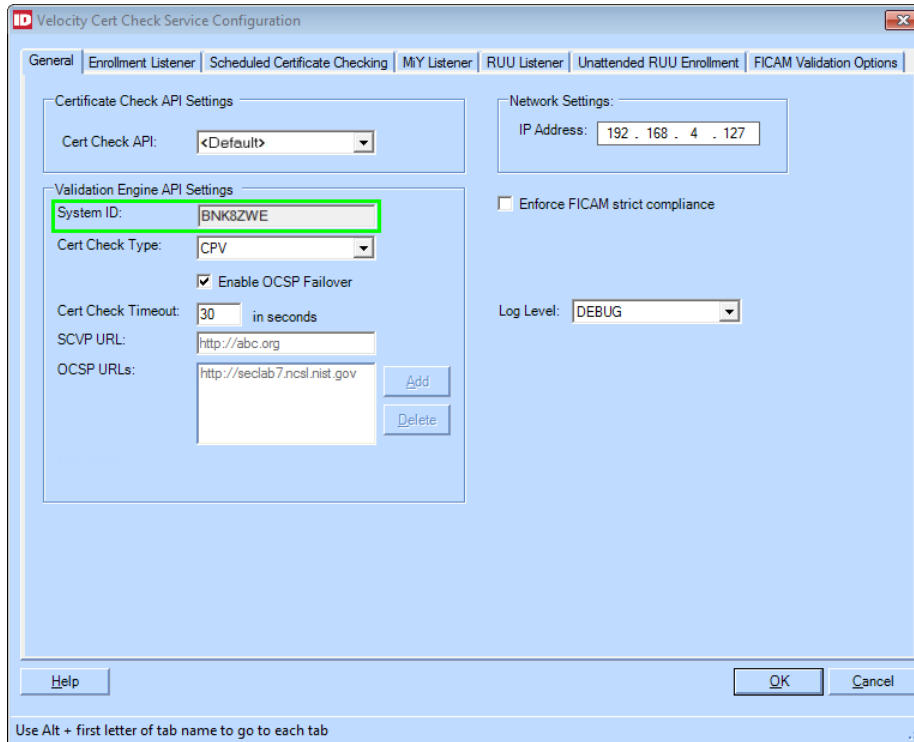 ID Velocity Cert Check Service Configuration
General Enrollment Listener Scheduled Certificate Checking MiY Listener RUU Listener Unattended RUU Enrollment FICAM Validation Options
Certificate Check API Settings
Cert Check API: <Default>
Network Settings:
IP Address: 192 . 168 . 4 . 127
Validation Engine API Settings
System ID: BNK8ZWE
Enforce FICAM strict compliance
Cert Check Type: CPV
Enable OCSP Failover
Cert Check Timeout: 30 in seconds
Log Level: DEBUG
SCVP URL: http://abc.org
OCSP URLs: http://seclab7.ncsl.nist.gov
Add
Delete
Help
OK
Cancel
Use Alt + first letter of tab name to go to each tab